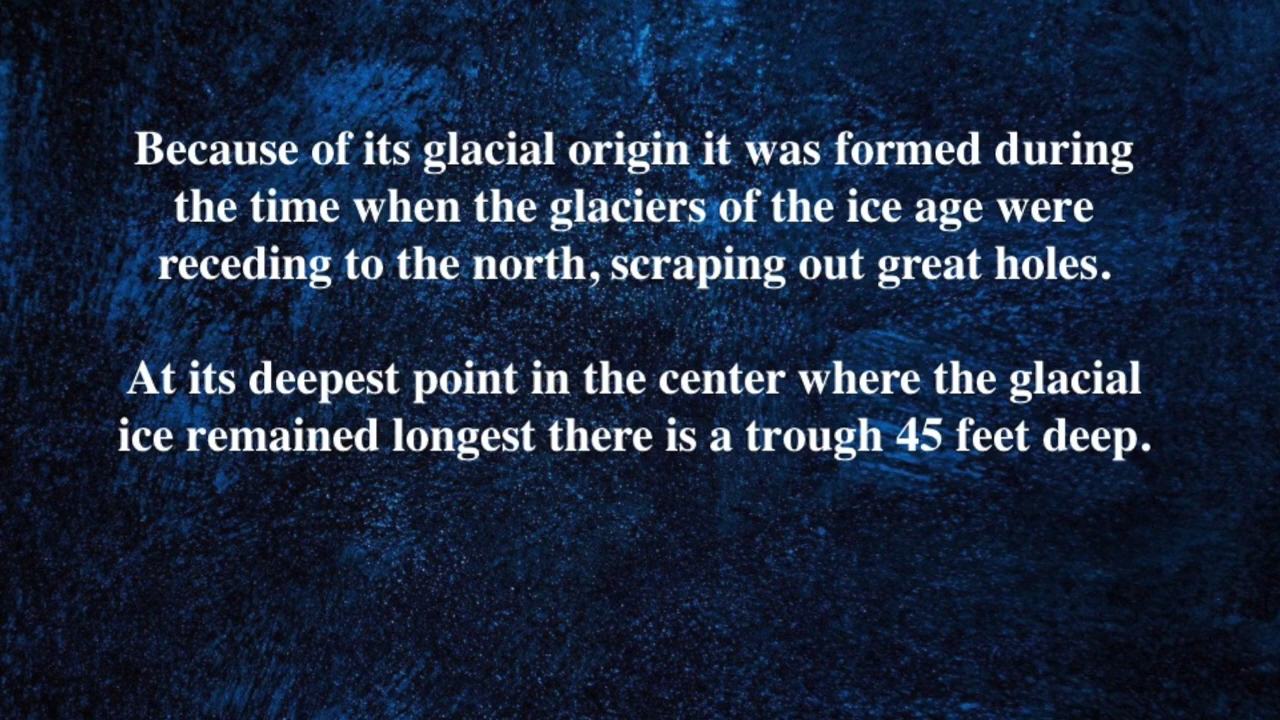 Because of its glacial origin it was formed during
the time when the glaciers of the ice age were
receding to the north, scraping out great holes.
At its deepest point in the center where the glacial
ice remained longest there is a trough 45 feet deep.